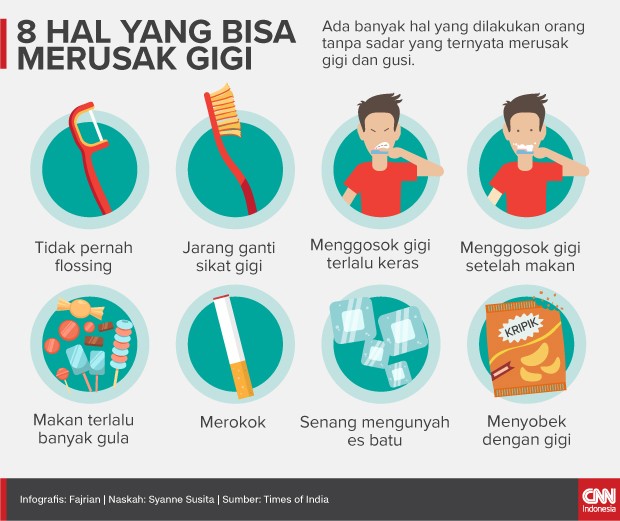 8 HAL YANG BISA
MERUSAK GIGI
Ada banyak hal yang dilakukan orang
tanpa sadar yang ternyata merusak
gigi dan gusi.
Tidak pernah
flossing
Jarang ganti
sikat gigi
Menggosok gigi
terlalu keras
Menggosok gigi
setelah makan
KRIPIK
Makan terlalu
banyak gula
Merokok
Senang mengunyah
es batu
Menyobek
dengan gigi
Infografis: Fajrian | Naskah: Syanne Susita | Sumber: Times of India
CNN
Indonesia